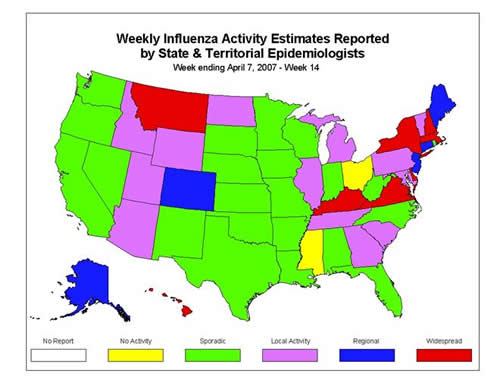 Weekly Influenza Activity Estimates Reported
by State & Territorial Epidemiologists
Week ending April 7, 2007 - Week 14
No Report No Activity Sporadic Local Activity Regional Widespread